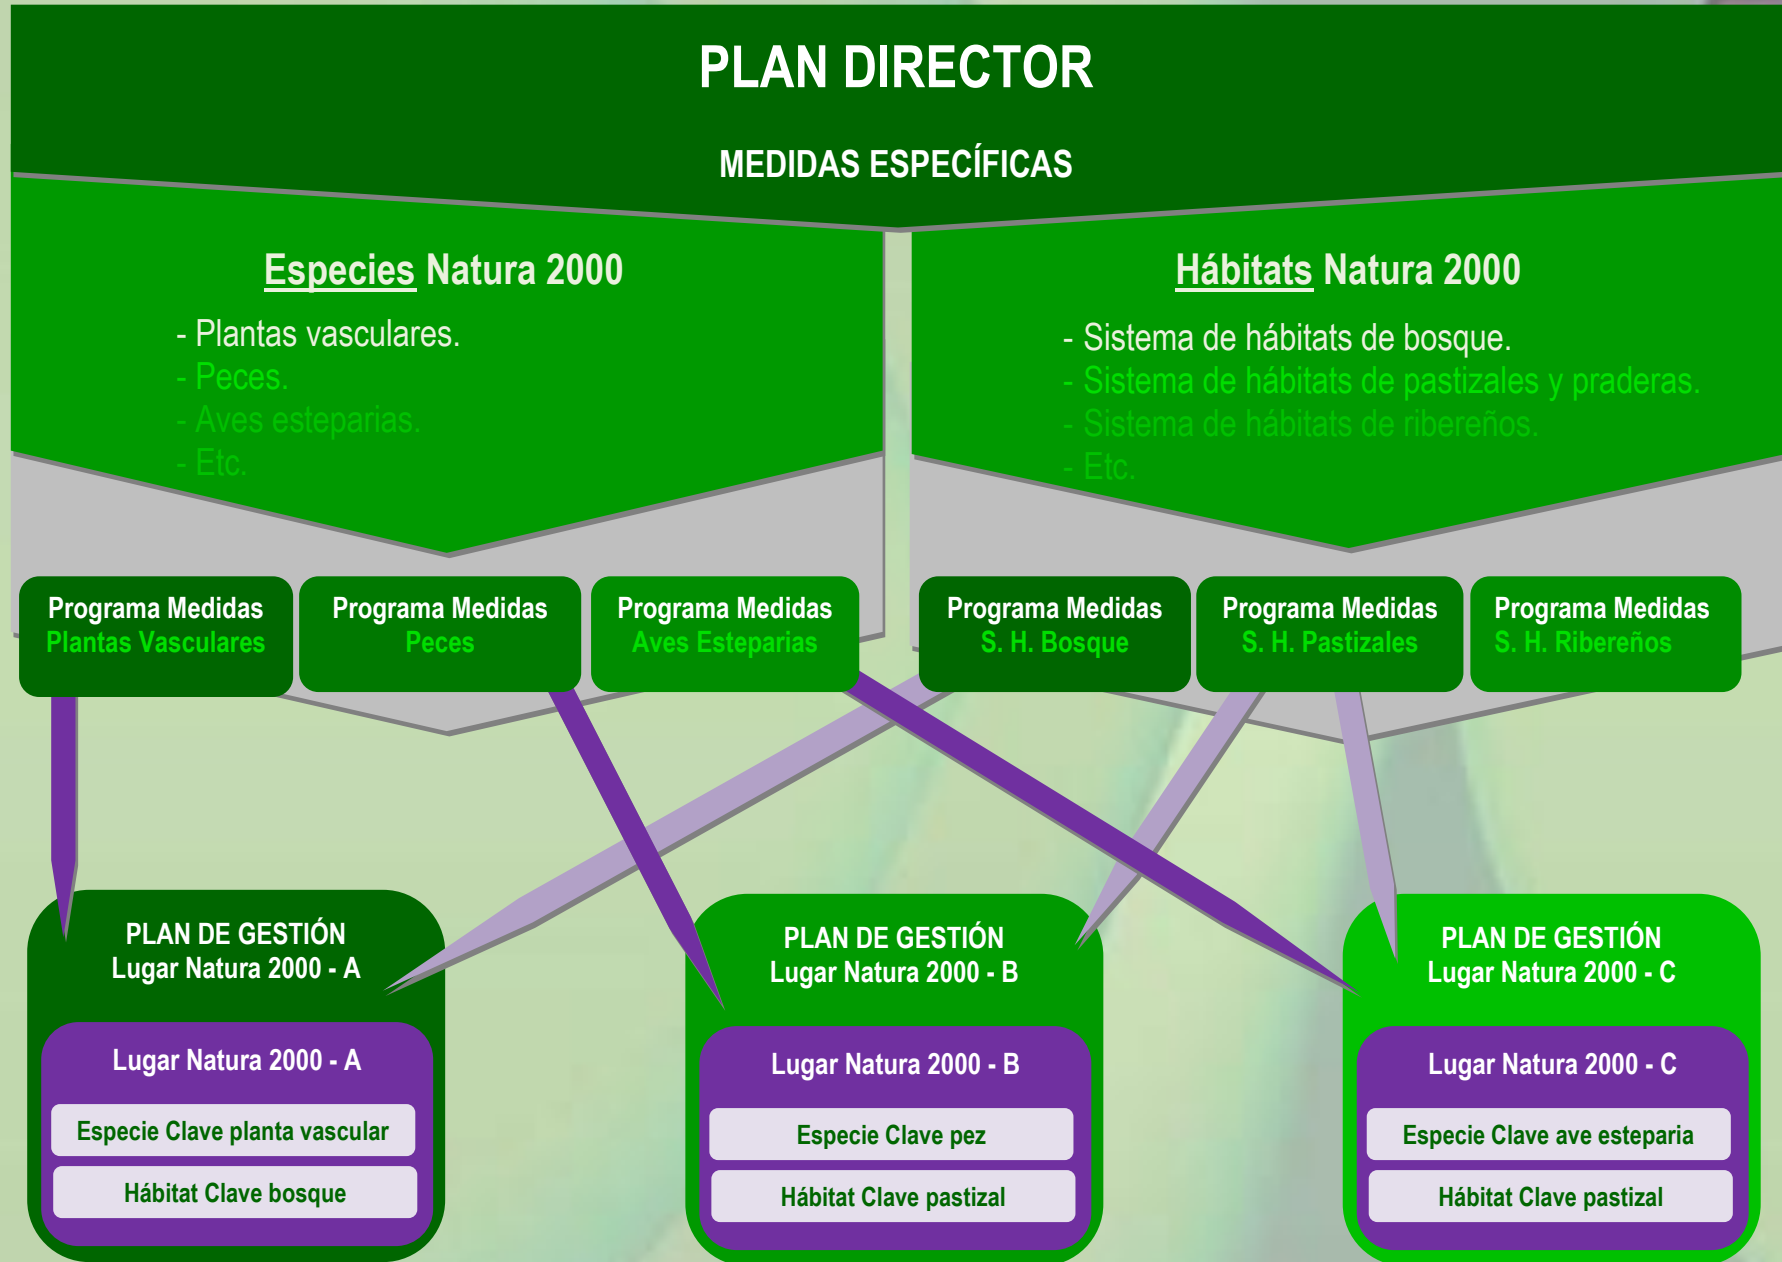 PLAN DIRECTOR
MEDIDAS ESPECÍFICAS
Especies Natura 2000
- Plantas vasculares.
- Peces.
- Aves esteparias.
- Etc.
Hábitats Natura 2000
- Sistema de hábitats de bosque.
- Sistema de hábitats de pastizales y praderas.
- Sistema de hábitats de ribereños.
- Etc.
Programa Medidas
Plantas Vasculares
Programa Medidas
Peces
Programa Medidas
Aves Esteparias
Programa Medidas
S. H. Bosque
Programa Medidas
S. H. Pastizales
Programa Medidas
S. H. Ribereños
PLAN DE GESTIÓN
Lugar Natura 2000 - A
Lugar Natura 2000 - A
Especie Clave planta vascular
Hábitat Clave bosque
PLAN DE GESTIÓN
Lugar Natura 2000 - B
Lugar Natura 2000 - B
Especie Clave pez
Hábitat Clave pastizal
PLAN DE GESTIÓN
Lugar Natura 2000 - C
Lugar Natura 2000 - C
Especie Clave ave esteparia
Hábitat Clave pastizal